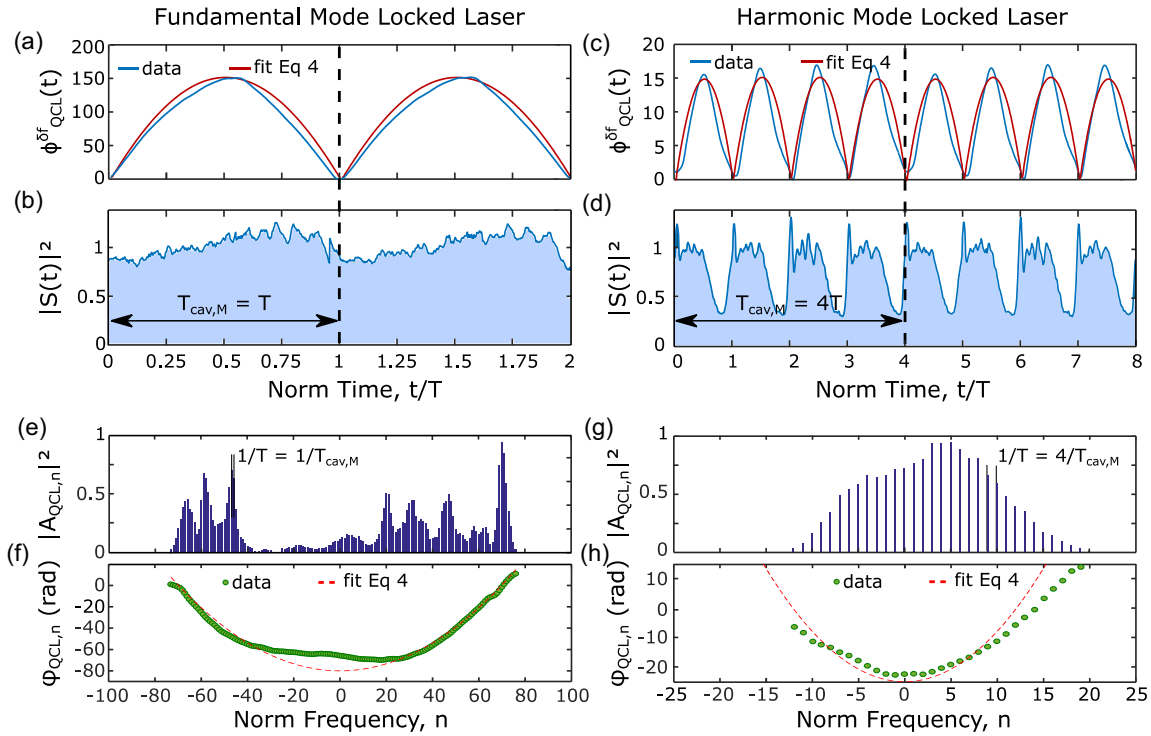 Fundamental Mode Locked Laser
Harmonic Mode Locked Laser
(a)
200
150
100
50
0
ϕ^δf_QCL(t)
data
fit Eq 4
(c)
20
15
10
5
0
ϕ^δf_QCL(t)
data
fit Eq 4
(b)
1
0.5
0
|S(t)|²
T_cav,M = T
0 0.25 0.5 0.75 1 1.25 1.5 1.75 2
Norm Time, t/T
(d)
1
0.5
0
|S(t)|²
T_cav,M = 4T
0 1 2 3 4 5 6 7 8
Norm Time, t/T
(e)
1
0.5
0
|A_QCL,n|²
1/T = 1/T_cav,M
(g)
1
0.5
0
|A_QCL,n|²
1/T = 4/T_cav,M
(f)
0
-20
-40
-60
-80
φ_QCL,n (rad)
data
fit Eq 4
-100 -80 -60 -40 -20 0 20 40 60 80 100
Norm Frequency, n
(h)
10
0
-10
-20
φ_QCL,n (rad)
data
fit Eq 4
-25 -20 -15 -10 -5 0 5 10 15 20 25
Norm Frequency, n